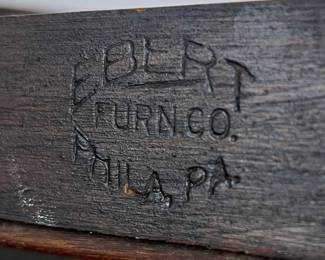 EBERT
FURN.CO.
PHILA, PA.